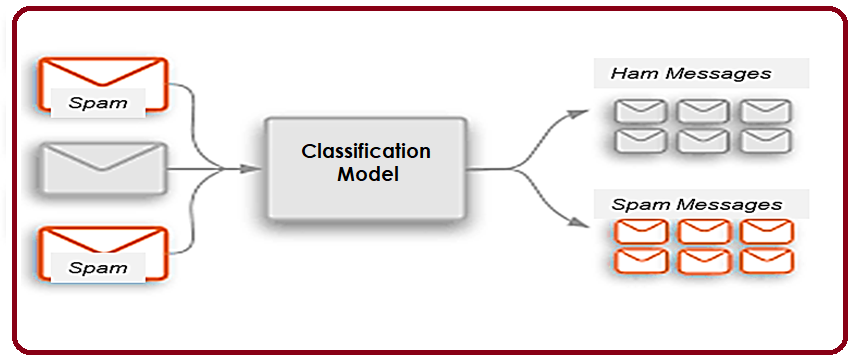 Spam
Spam
Classification
Model
Ham Messages
Spam Messages